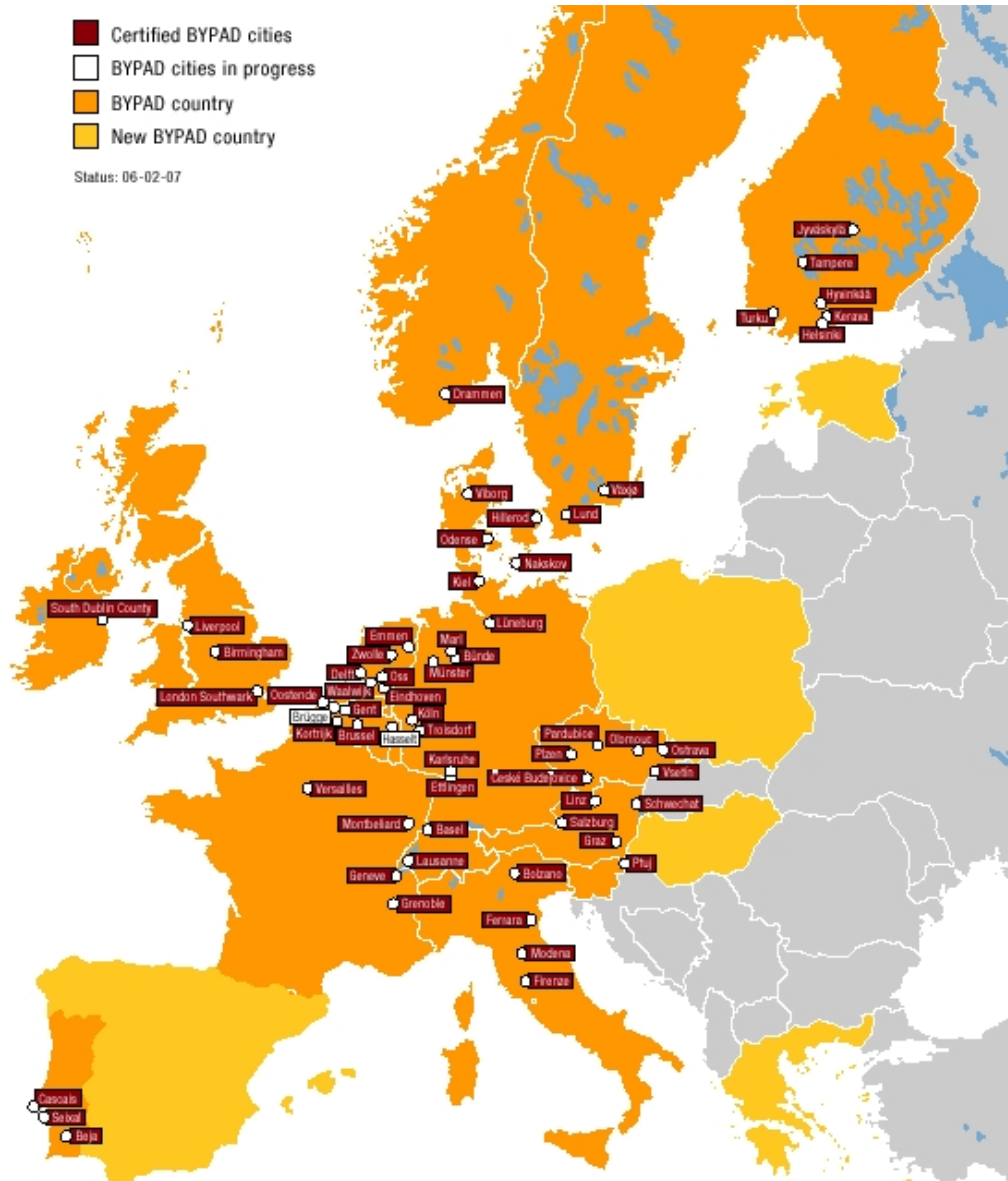 Certified BYPAD cities
BYPAD cities in progress
BYPAD country
New BYPAD country
Status: 06-02-07
Jyväskylä
Tampere
Hyvinkää
Turku
Kerava
Helsinki
Drammen
Viborg
Växjø
Hillerod
Lund
Odense
Nakskov
Kiel
South Dublin County
Liverpool
Lüneburg
Emmen
Marl
Birmingham
Zwolle
Bünde
Münster
Delft
Oss
London Southwark
Oostende
Waalwijk
Eindhoven
Brügge
Gent
Köln
Kortrijk
Brussel
Hasselt
Troisdorf
Pardubice
Olomouc
Plzen
Ostrava
Karlsruhe
Vsetín
České Budejovice
Versailles
Ettlingen
Linz
Schwechat
Montbeliard
Basel
Salzburg
Graz
Lausanne
Ptuj
Geneve
Bolzano
Grenoble
Ferrara
Modena
Firenze
Cascais
Seixal
Beja